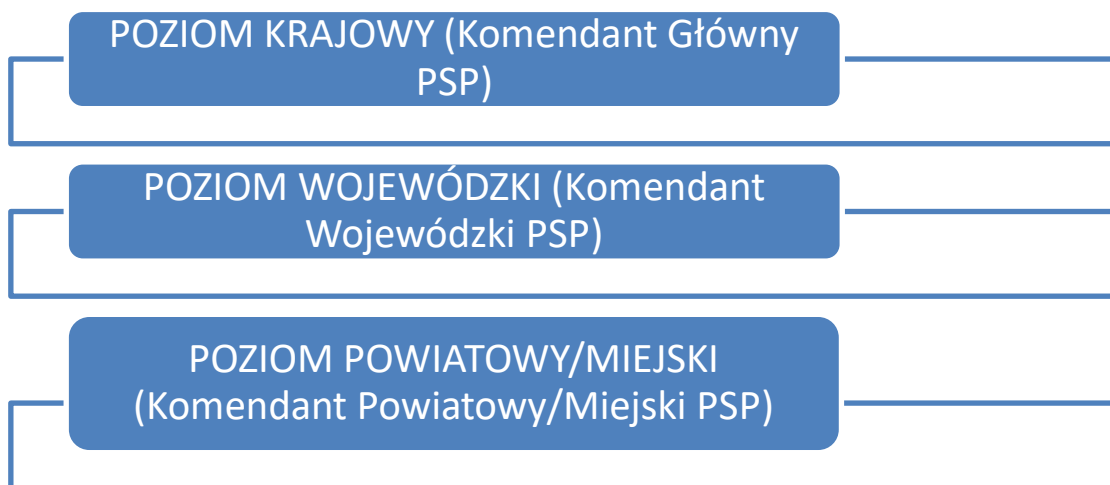 POZIOM KRAJOWY (Komendant Główny
PSP)
POZIOM WOJEWÓDZKI (Komendant
Wojewódzki PSP)
POZIOM POWIATOWY/MIEJSKI
(Komendant Powiatowy/Miejski PSP)